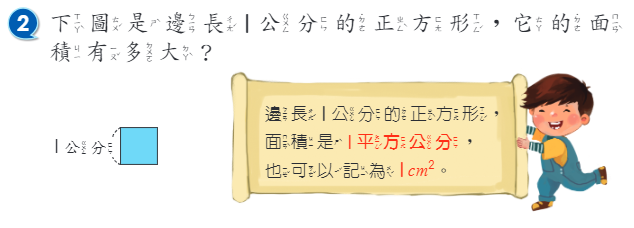 2 下圖是邊長1公分的正方形，它的面
積有多大？
邊長1公分的正方形，
面積是1平方公分，
也可以記為1cm²。
1公分